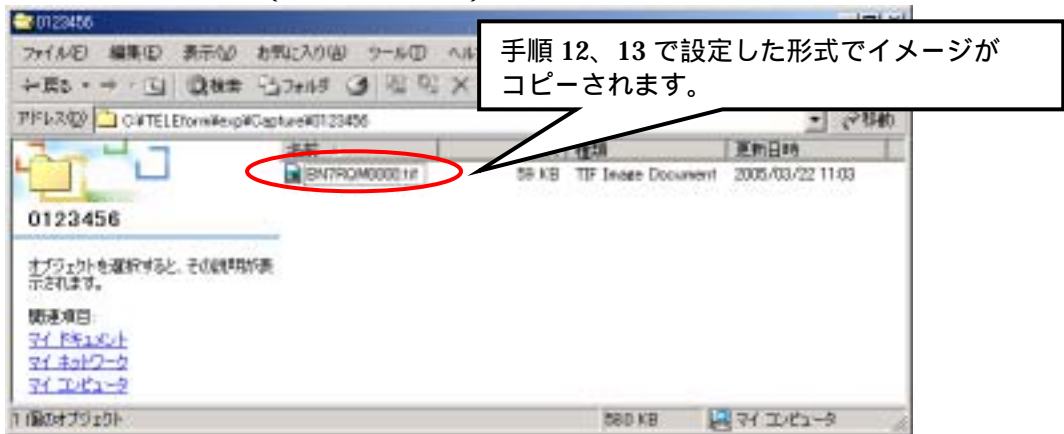 0123456
ファイル(F) 編集(E) 表示(V) お気に入り(A) ツール(T) ヘル
手順 12、13 で設定した形式でイメージが
コピーされます。
戻る 検索 フォルダ
アドレス(D) C:¥TELEform¥exp¥Capture¥0123456 移動
名前 種類 更新日時
BN7RQM0000.tif 59 KB TIF Image Document 2005/03/22 11:03
0123456
オブジェクトを選択すると、その説明が表
示されます。
関連項目:
マイ ドキュメント
マイ ネットワーク
マイ コンピュータ
1 個のオブジェクト 58.0 KB マイ コンピュータ